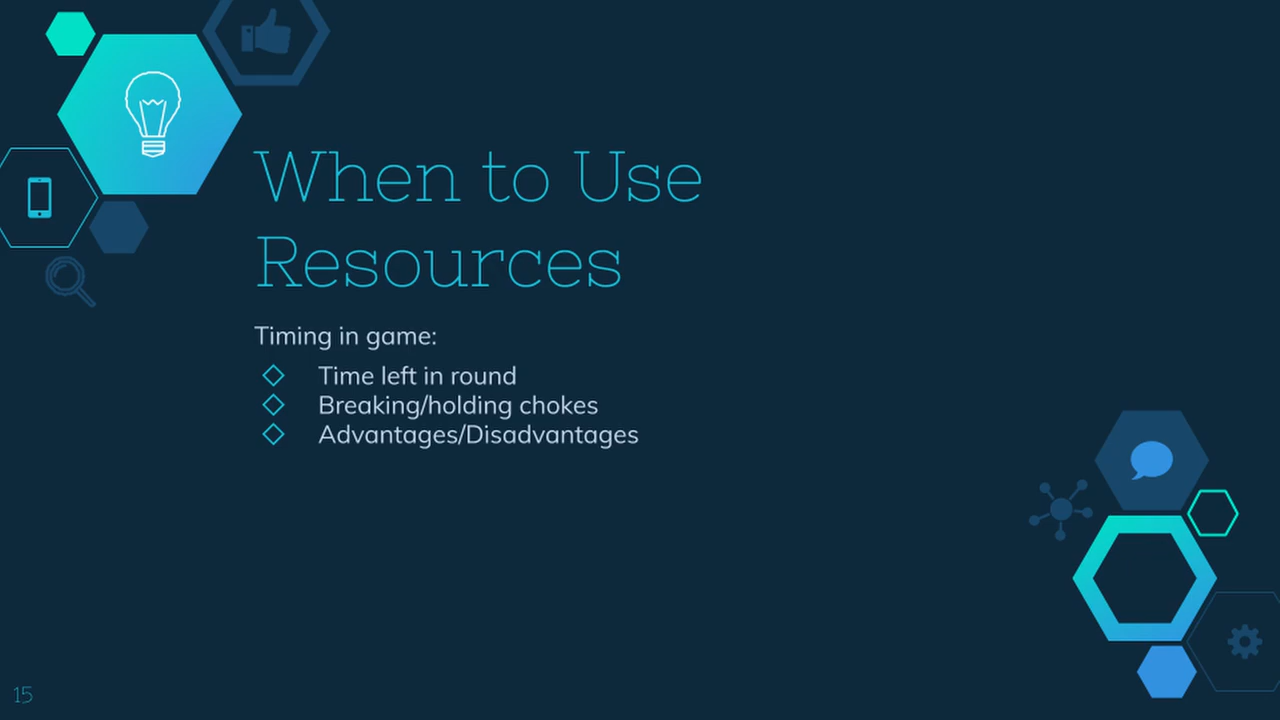 When to Use
Resources
Timing in game:
Time left in round
Breaking/holding chokes
Advantages/Disadvantages
15